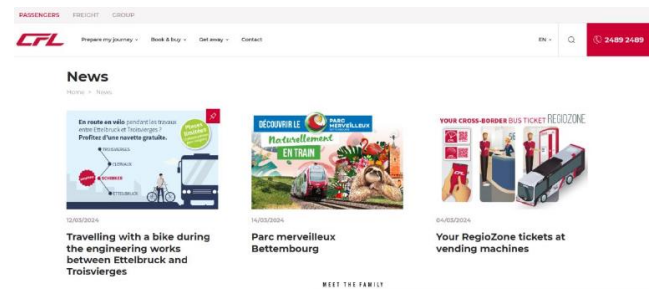 PASSENGERS FREIGHT GROUP
CFL Prepare my journey Book & buy Get away Contact EN 2489 2489
News
Home > News
En route en vélo pendant les travaux
entre Ettelbruck et Troisvierges ?
Profitez d'une navette gratuite.
Places
limitées
TROISVIERGES
CLERVAUX
KAUTENBACH
ETTELBRUCK
DÉCOUVRIR LE PARC MERVEILLEUX
Naturellement
EN TRAIN
YOUR CROSS-BORDER BUS TICKET REGIOZONE
CFL
12/03/2024
14/03/2024
04/03/2024
Travelling with a bike during
the engineering works
between Ettelbruck and
Troisvierges
Parc merveilleux
Bettembourg
Your RegioZone tickets at
vending machines
MEET THE FAMILY